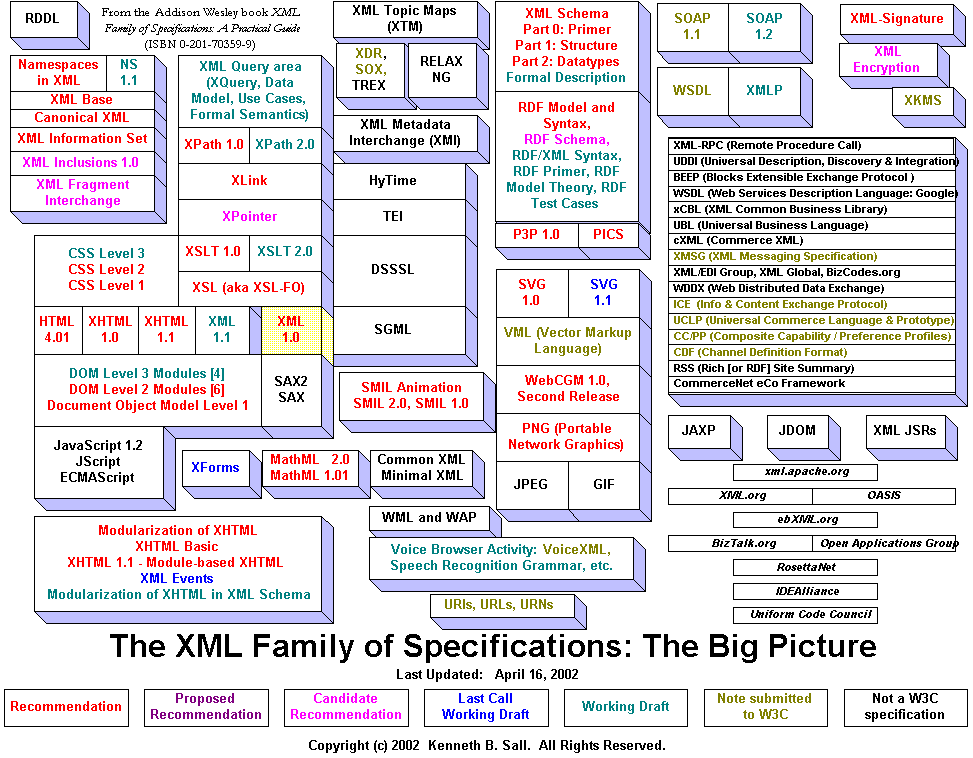 RDDL
From the Addison Wesley book XML
Family of Specifications: A Practical Guide
(ISBN 0-201-70359-9)
Namespaces
in XML
NS
1.1
XML Base
Canonical XML
XML Information Set
XML Inclusions 1.0
XML Fragment
Interchange
XML Query area
(XQuery, Data
Model, Use Cases,
Formal Semantics)
XPath 1.0
XPath 2.0
XLink
XPointer
XSLT 1.0
XSLT 2.0
XSL (aka XSL-FO)
CSS Level 3
CSS Level 2
CSS Level 1
HTML
4.01
XHTML
1.0
XHTML
1.1
XML
1.1
XML
1.0
DOM Level 3 Modules [4]
DOM Level 2 Modules [6]
Document Object Model Level 1
SAX2
SAX
JavaScript 1.2
JScript
ECMAScript
XForms
MathML 2.0
MathML 1.01
Common XML
Minimal XML
Modularization of XHTML
XHTML Basic
XHTML 1.1 - Module-based XHTML
XML Events
Modularization of XHTML in XML Schema
XML Topic Maps
(XTM)
XDR,
SOX,
TREX
RELAX
NG
XML Metadata
Interchange (XMI)
HyTime
TEI
DSSSL
SGML
SMIL Animation
SMIL 2.0, SMIL 1.0
WML and WAP
Voice Browser Activity: VoiceXML,
Speech Recognition Grammar, etc.
URIs, URLs, URNs
XML Schema
Part 0: Primer
Part 1: Structure
Part 2: Datatypes
Formal Description
RDF Model and
Syntax,
RDF Schema,
RDF/XML Syntax,
RDF Primer, RDF
Model Theory, RDF
Test Cases
P3P 1.0
PICS
SVG
1.0
SVG
1.1
VML (Vector Markup
Language)
WebCGM 1.0,
Second Release
PNG (Portable
Network Graphics)
JPEG
GIF
SOAP
1.1
SOAP
1.2
WSDL
XMLP
XML-Signature
XML
Encryption
XKMS
XML-RPC (Remote Procedure Call)
UDDI (Universal Description, Discovery & Integration)
BEEP (Blocks Extensible Exchange Protocol )
WSDL (Web Services Description Language: Google)
xCBL (XML Common Business Library)
UBL (Universal Business Language)
cXML (Commerce XML)
XMSG (XML Messaging Specification)
XML/EDI Group, XML Global, BizCodes.org
WDDX (Web Distributed Data Exchange)
ICE (Info & Content Exchange Protocol)
UCLP (Universal Commerce Language & Prototype)
CC/PP (Composite Capability / Preference Profiles)
CDF (Channel Definition Format)
RSS (Rich [or RDF] Site Summary)
CommerceNet eCo Framework
JAXP
JDOM
XML JSRs
xml.apache.org
XML.org
OASIS
ebXML.org
BizTalk.org
Open Applications Group
RosettaNet
IDEAlliance
Uniform Code Council
The XML Family of Specifications: The Big Picture
Last Updated: April 16, 2002
Recommendation
Proposed
Recommendation
Candidate
Recommendation
Last Call
Working Draft
Working Draft
Note submitted
to W3C
Not a W3C
specification
Copyright (c) 2002 Kenneth B. Sall. All Rights Reserved.